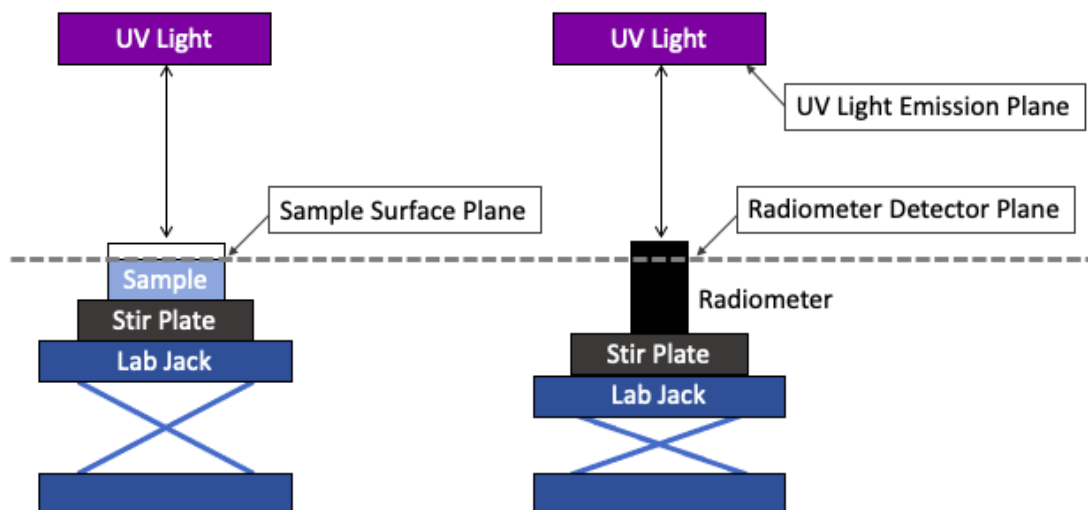 UV Light
UV Light
UV Light Emission Plane
Sample Surface Plane
Radiometer Detector Plane
Sample
Radiometer
Stir Plate
Stir Plate
Lab Jack
Lab Jack